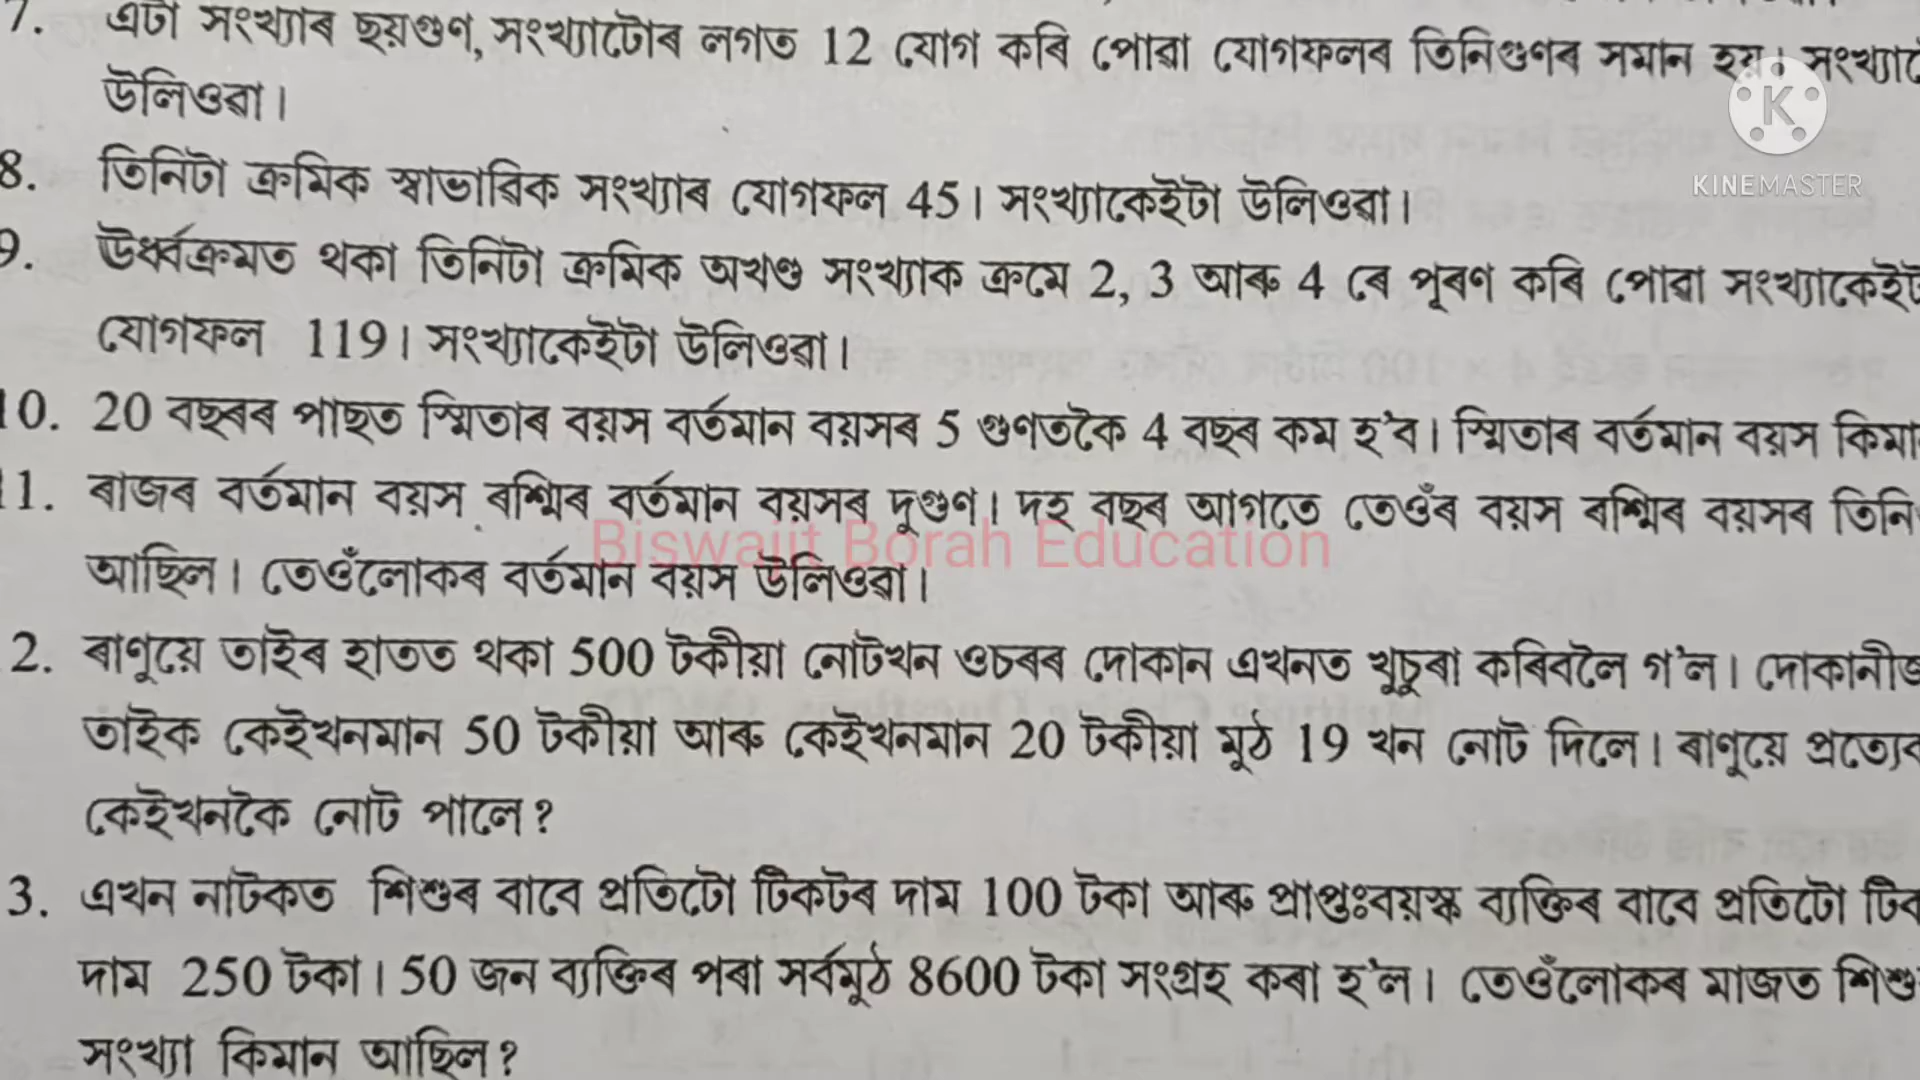 7. এটা সংখ্যাৰ ছয়গুণ, সংখ্যাটোৰ লগত 12 যোগ কৰি পোৱা যোগফলৰ তিনিগুণৰ সমান হয়।
উলিওৱা।
KINEMASTER
8. তিনিটা ক্ৰমিক স্বাভাৱিক সংখ্যাৰ যোগফল 45। সংখ্যাকেইটা উলিওৱা।
9. ঊৰ্ধ্বক্ৰমত থকা তিনিটা ক্ৰমিক অখণ্ড সংখ্যাক ক্ৰমে 2, 3 আৰু 4 ৰে পূৰণ কৰি পোৱা
যোগফল 119। সংখ্যাকেইটা উলিওৱা।
10. 20 বছৰৰ পাছত স্মিতাৰ বয়স বৰ্তমান বয়সৰ 5 গুণতকৈ 4 বছৰ কম হ’ব। স্মিতাৰ বৰ্তমান বয়স
11. ৰাজৰ বৰ্তমান বয়স ৰশ্মিৰ বৰ্তমান বয়সৰ দুগুণ। দহ বছৰ আগতে তেওঁৰ বয়স ৰশ্মিৰ বয়সৰ তিনি
Biswajit Borah Education
আছিল। তেওঁলোকৰ বৰ্তমান বয়স উলিওৱা।
2. ৰাণুয়ে তাইৰ হাতত থকা 500 টকীয়া নোটখন ওচৰৰ দোকান এখনত খুচুৰা কৰিবলৈ গ’ল।
তাইক কেইখনমান 50 টকীয়া আৰু কেইখনমান 20 টকীয়া মুঠ 19 খন নোট দিলে। ৰাণুয়ে
কেইখনকৈ নোট পালে?
3. এখন নাটকত শিশুৰ বাবে প্ৰতিটো টিকটৰ দাম 100 টকা আৰু প্ৰাপ্তঃবয়স্ক ব্যক্তিৰ বাবে প্ৰতিটো
দাম 250 টকা। 50 জন ব্যক্তিৰ পৰা সৰ্বমুঠ 8600 টকা সংগ্ৰহ কৰা হ’ল। তেওঁলোকৰ মাজত শিশু
সংখ্যা কিমান আছিল?